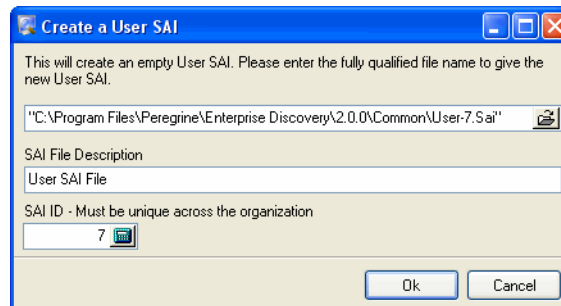 Create a User SAI
This will create an empty User SAI. Please enter the fully qualified file name to give the
new User SAI.
"C:\Program Files\Peregrine\Enterprise Discovery\2.0.0\Common\User-7.Sai"
SAI File Description
User SAI File
SAI ID - Must be unique across the organization
7
Ok Cancel